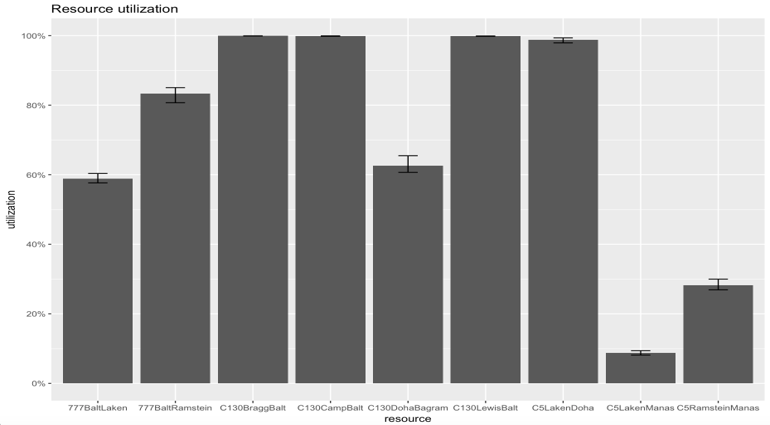 Resource utilization
100%
80%
60%
40%
20%
0%
utilization
777BaltLaken 777BaltRamstein C130BraggBalt C130CampBalt C130DohaBagram C130LewisBalt C5LakenDoha C5LakenManas C5RamsteinManas
resource